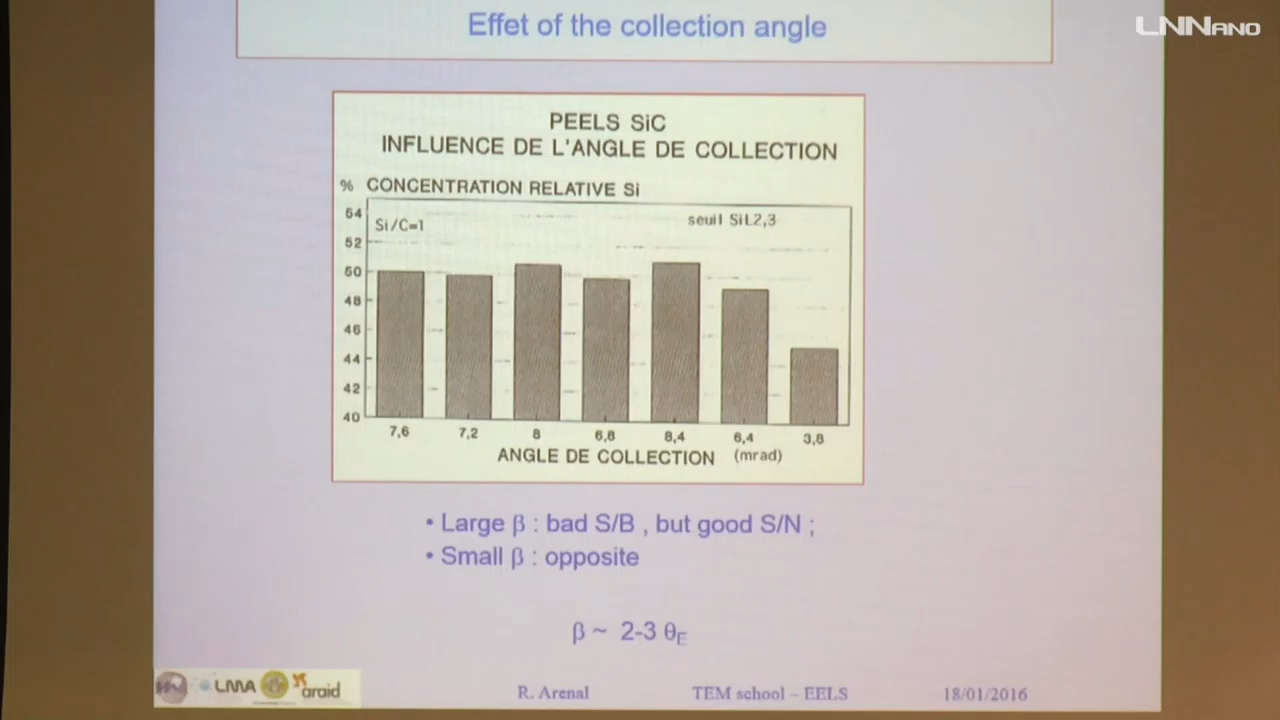 Effet of the collection angle
LNNANO
PEELS SiC
INFLUENCE DE L'ANGLE DE COLLECTION
% CONCENTRATION RELATIVE Si
54
Si/C=1
seuil SiL2,3
52
50
48
46
44
42
40
7,6 7,2 8 6,8 8,4 6,4 3,8
ANGLE DE COLLECTION (mrad)
• Large β : bad S/B , but good S/N ;
• Small β : opposite
β ~ 2-3 θE
LMA araid
R. Arenal TEM school – EELS 18/01/2016